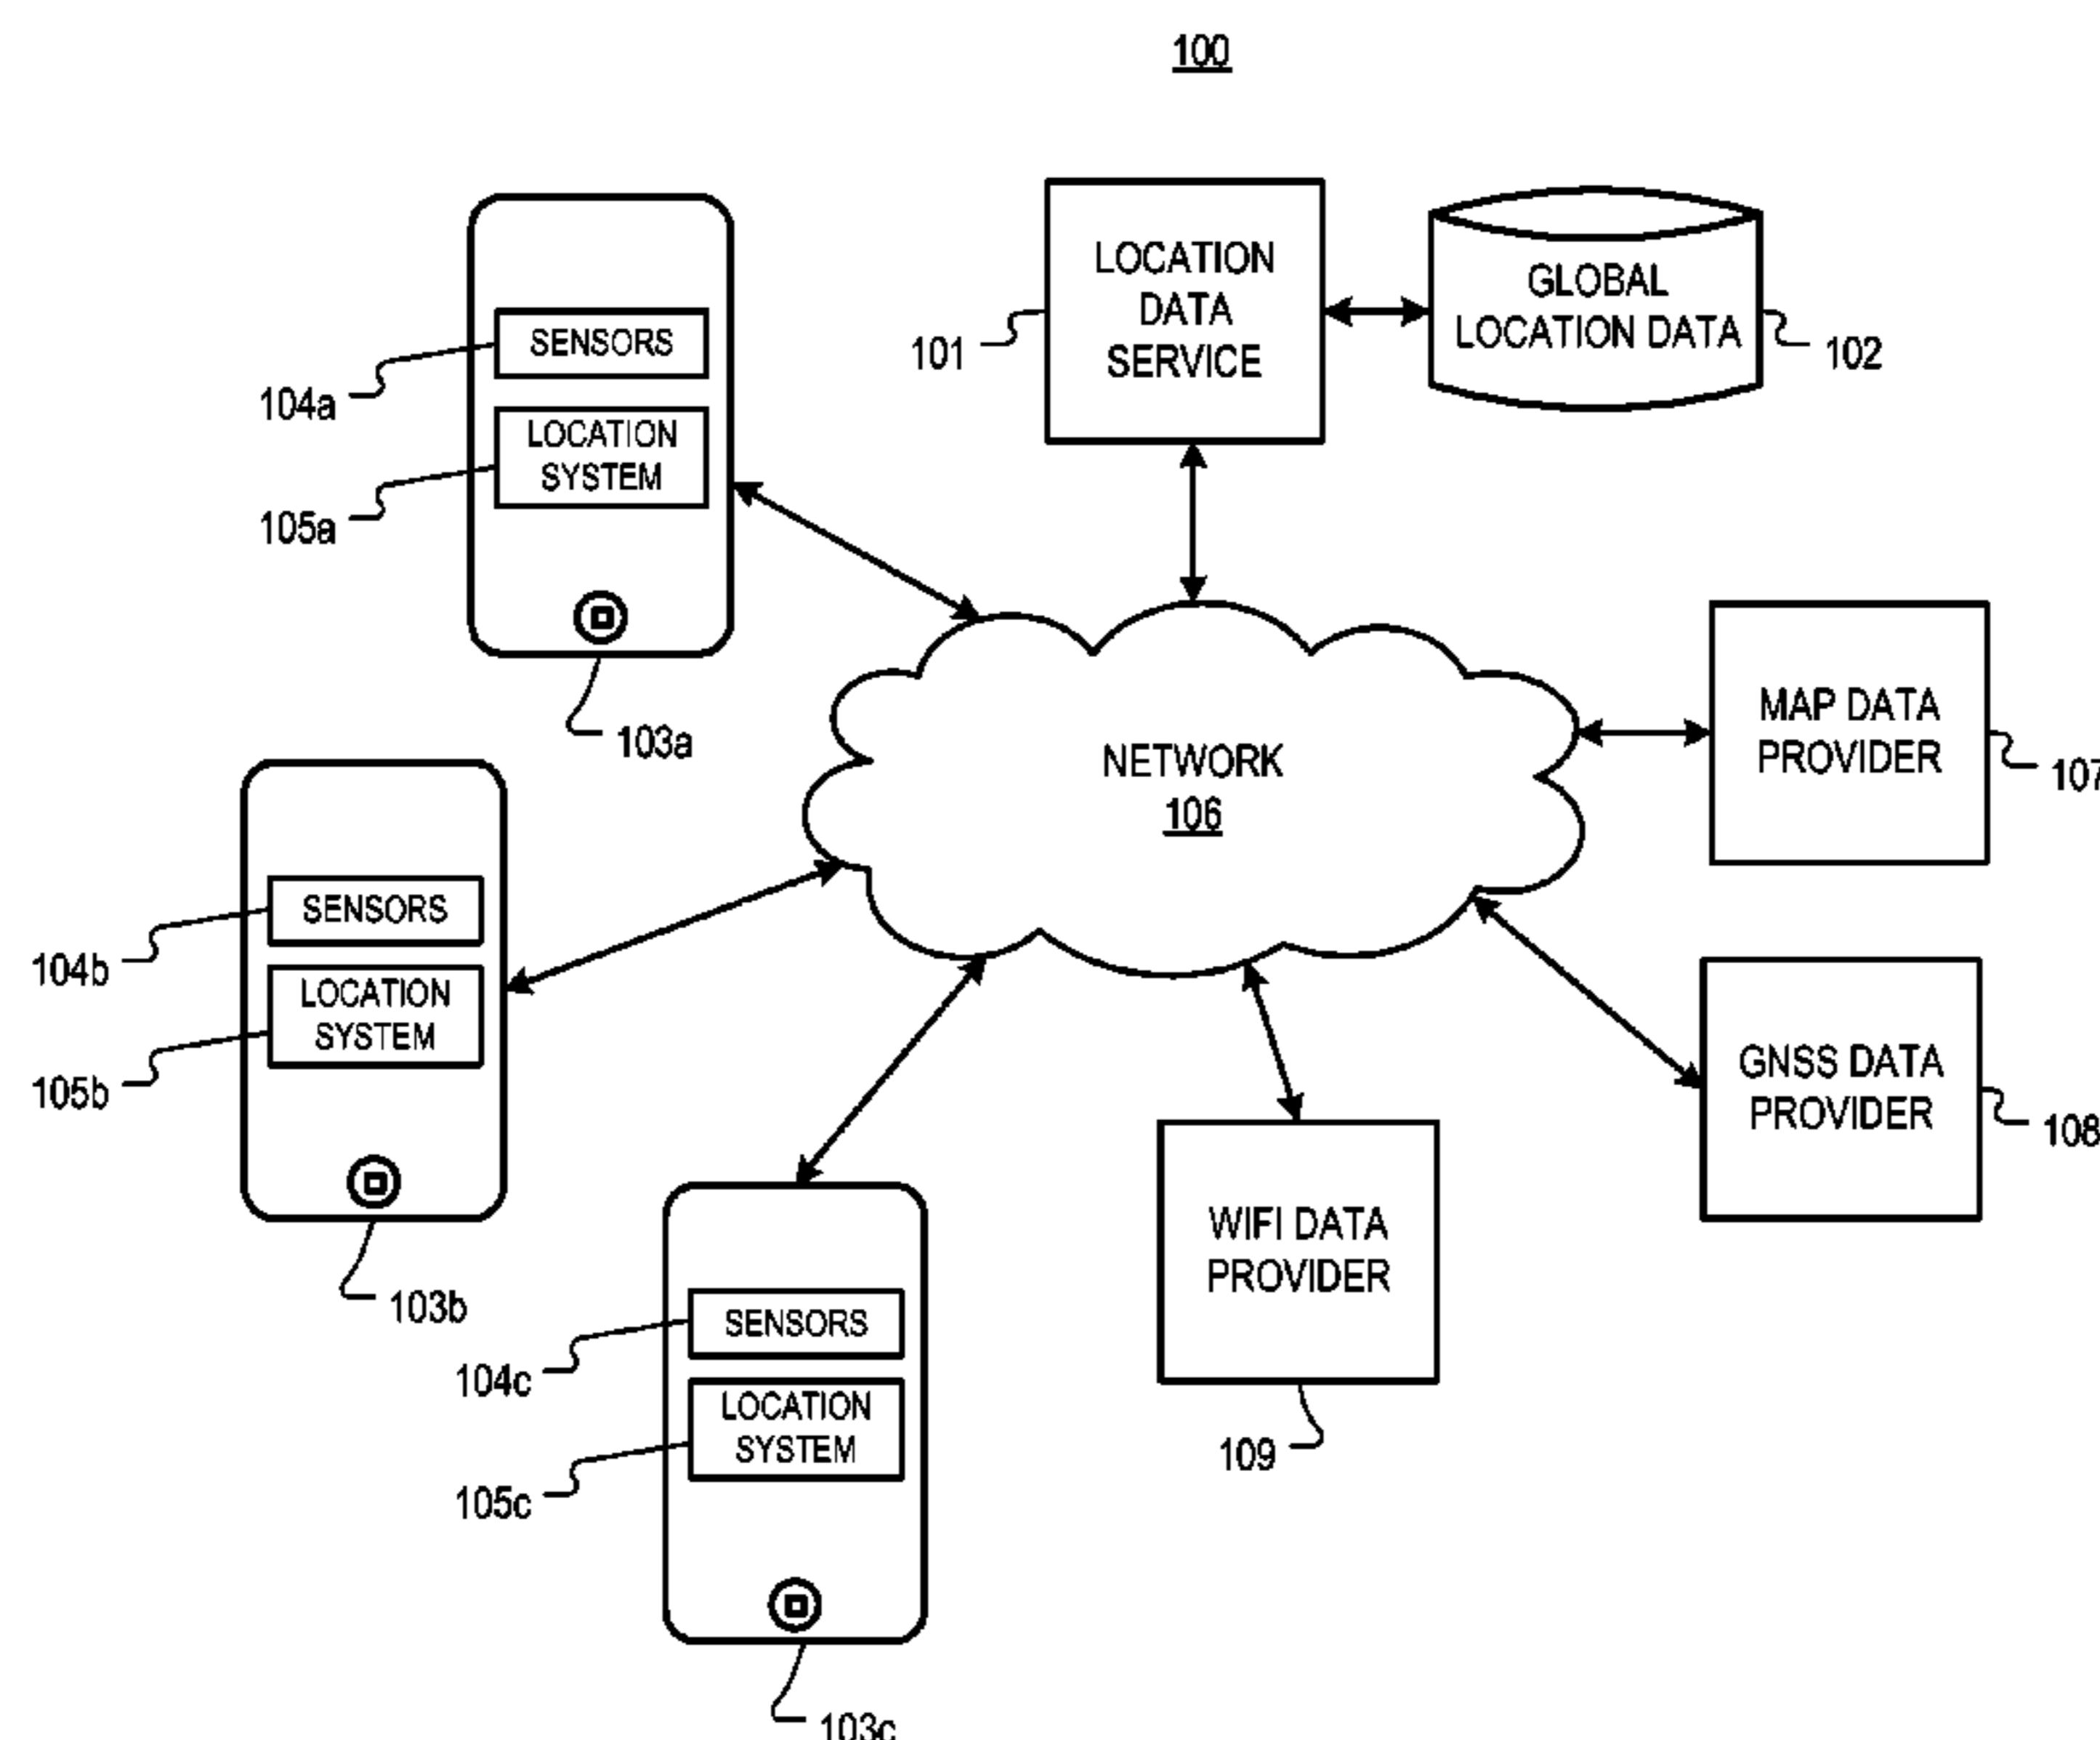 100
LOCATION
DATA
SERVICE
101
GLOBAL
LOCATION DATA
102
SENSORS
104a
LOCATION
SYSTEM
105a
103a
NETWORK
106
MAP DATA
PROVIDER
107
SENSORS
104b
LOCATION
SYSTEM
105b
103b
GNSS DATA
PROVIDER
108
WIFI DATA
PROVIDER
109
SENSORS
104c
LOCATION
SYSTEM
105c
103c